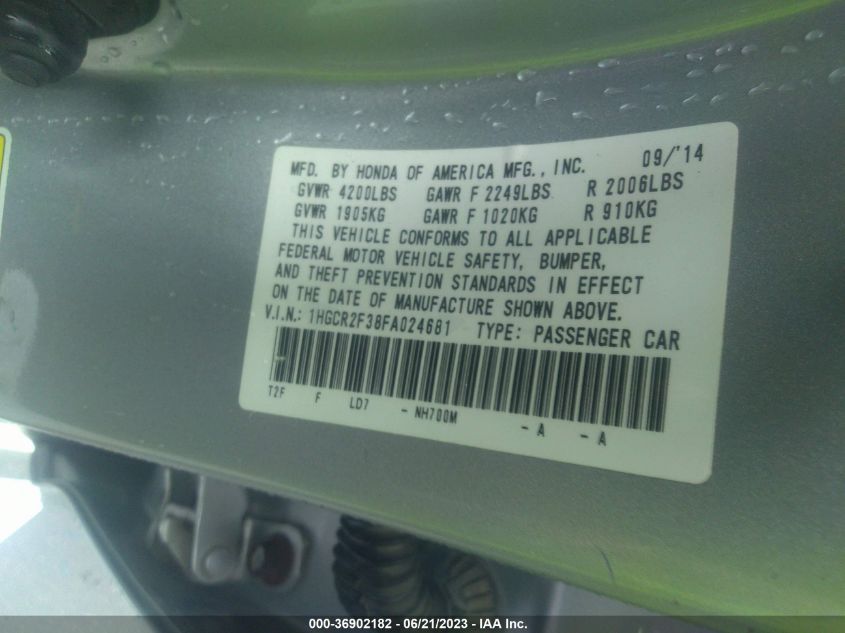 MFD. BY HONDA OF AMERICA MFG., INC. 09/'14
GVWR 4200LBS GAWR F 2249LBS R 2006LBS
GVWR 1905KG GAWR F 1020KG R 910KG
THIS VEHICLE CONFORMS TO ALL APPLICABLE
FEDERAL MOTOR VEHICLE SAFETY, BUMPER,
AND THEFT PREVENTION STANDARDS IN EFFECT
ON THE DATE OF MANUFACTURE SHOWN ABOVE.
V.I.N.: 1HGCR2F38FA024681 TYPE: PASSENGER CAR
T2F F LD7 - NH700M - A - A
000-36902182 - 06/21/2023 - IAA Inc.